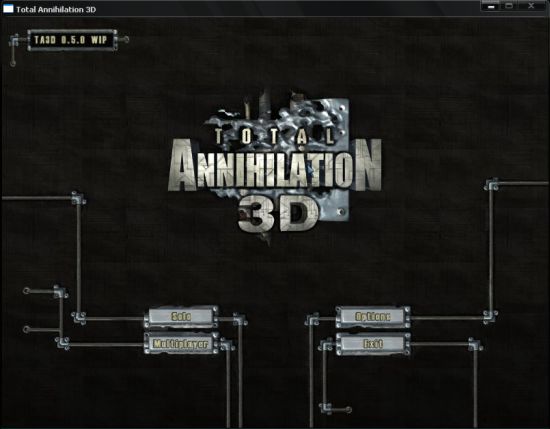 Total Annihilation 3D
TA3D 0.5.0 WIP
TOTAL
ANNIHILATION
3D
Solo
Options
Multiplayer
Exit